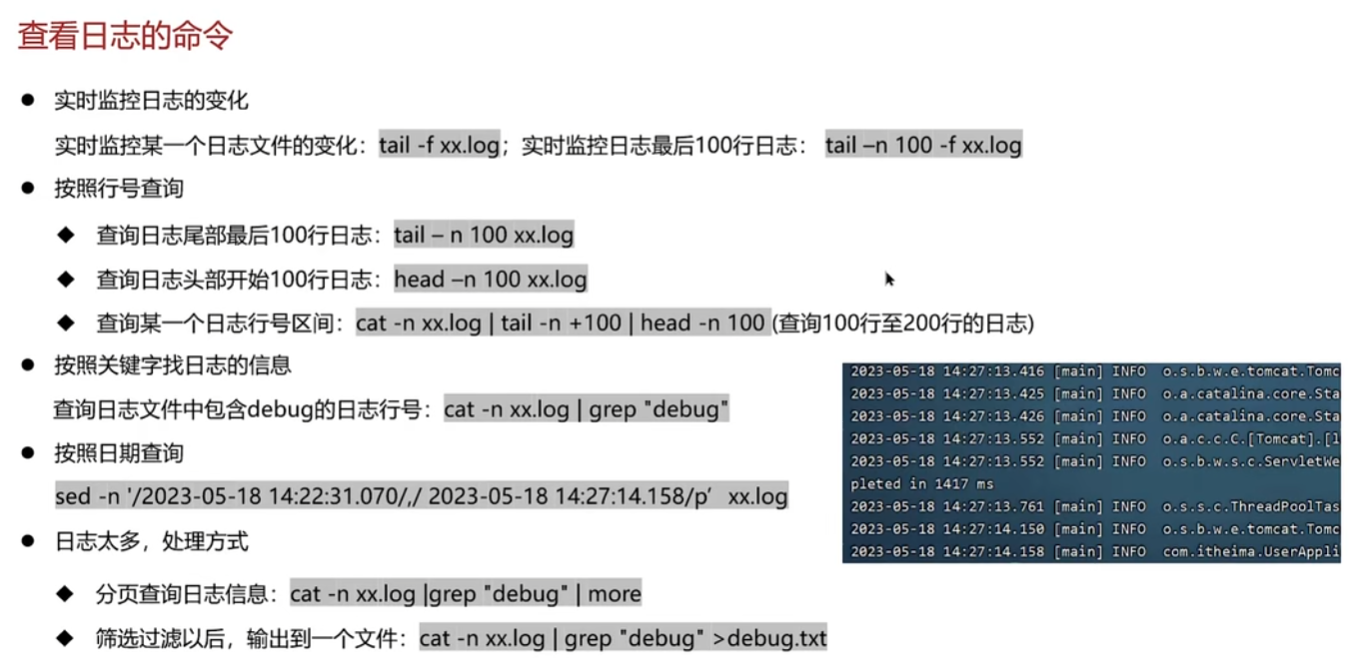 查看日志的命令
● 实时监控日志的变化
实时监控某一个日志文件的变化：tail -f xx.log；实时监控日志最后100行日志： tail –n 100 -f xx.log
● 按照行号查询
◆ 查询日志尾部最后100行日志：tail – n 100 xx.log
◆ 查询日志头部开始100行日志：head –n 100 xx.log
◆ 查询某一个日志行号区间：cat -n xx.log | tail -n +100 | head -n 100 (查询100行至200行的日志)
● 按照关键字找日志的信息
查询日志文件中包含debug的日志行号：cat -n xx.log | grep "debug"
● 按照日期查询
sed -n '/2023-05-18 14:22:31.070/,/ 2023-05-18 14:27:14.158/p’ xx.log
● 日志太多，处理方式
◆ 分页查询日志信息：cat -n xx.log |grep "debug" | more
◆ 筛选过滤以后，输出到一个文件：cat -n xx.log | grep "debug" >debug.txt
2023-05-18 14:27:13.416 [main] INFO o.s.b.w.e.tomcat.Tomc
2023-05-18 14:27:13.425 [main] INFO o.a.catalina.core.Sta
2023-05-18 14:27:13.426 [main] INFO o.a.catalina.core.Sta
2023-05-18 14:27:13.552 [main] INFO o.a.c.c.C.[Tomcat].[l
2023-05-18 14:27:13.552 [main] INFO o.s.b.w.s.c.ServletWe
pleted in 1417 ms
2023-05-18 14:27:13.761 [main] INFO o.s.s.c.ThreadPoolTas
2023-05-18 14:27:14.150 [main] INFO o.s.b.w.e.tomcat.Tomc
2023-05-18 14:27:14.158 [main] INFO com.itheima.UserAppli